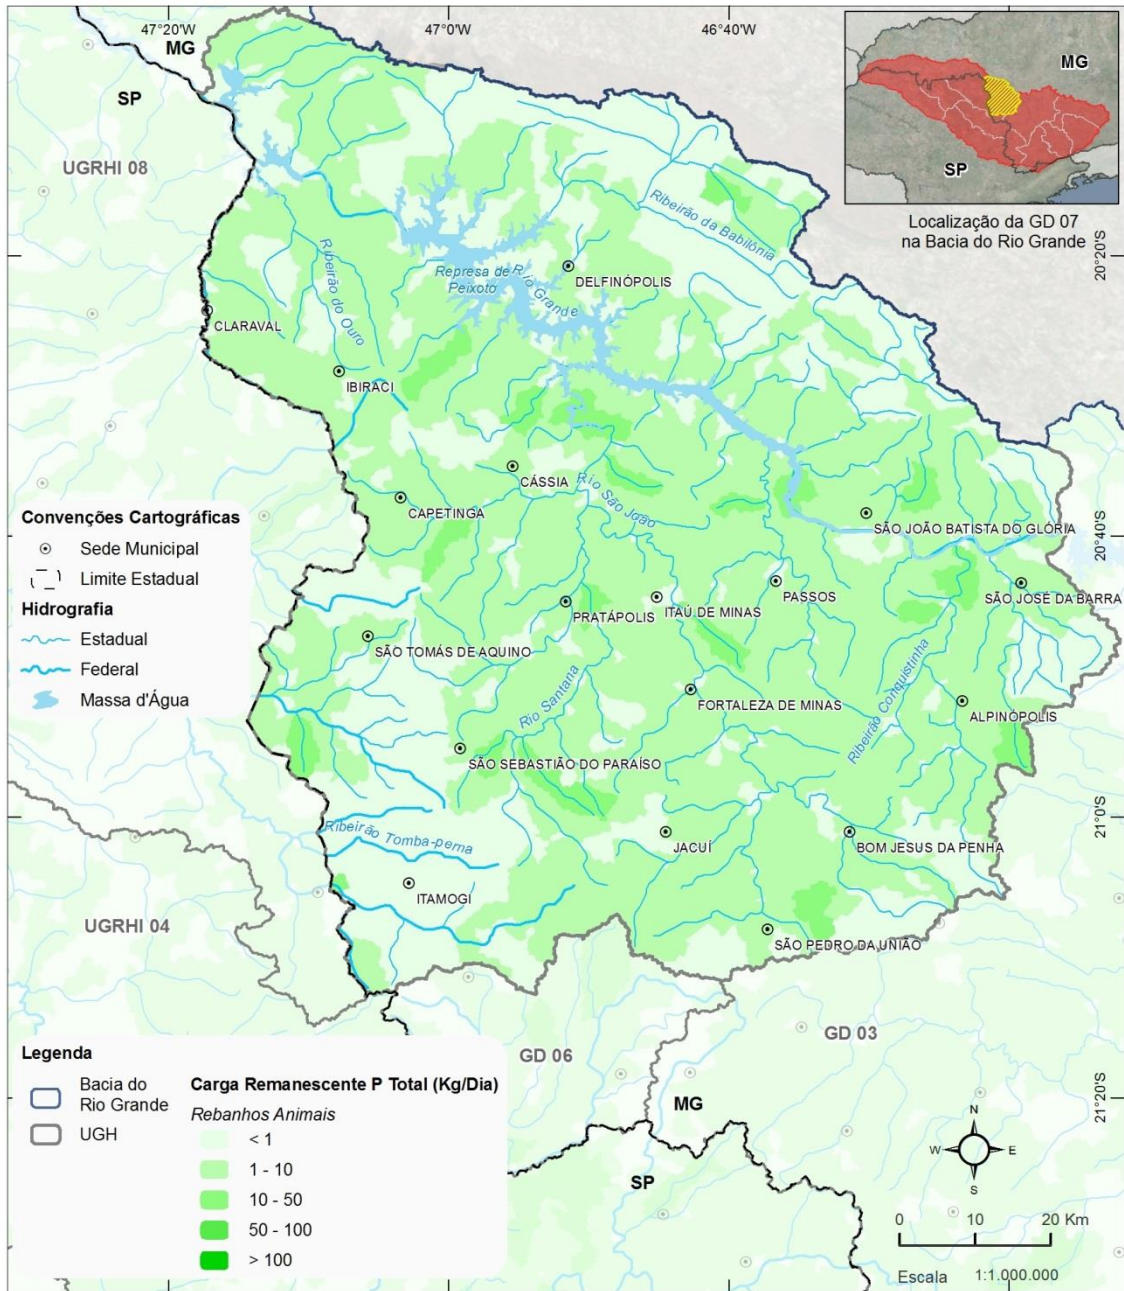 47°20'W
47°0'W
46°40'W
MG
SP
UGRHI 08
MG
SP
Localização da GD 07
na Bacia do Rio Grande
20°20'S
Ribeirão da Babilônia
Ribeirão do Ouro
Represa de
Peixoto
Rio Grande
DELFINÓPOLIS
CLARAVAL
IBIRACI
CÁSSIA
Rio São João
CAPETINGA
SÃO JOÃO BATISTA DO GLÓRIA
20°40'S
Convenções Cartográficas
Sede Municipal
Limite Estadual
Hidrografia
Estadual
Federal
Massa d'Água
PASSOS
SÃO JOSÉ DA BARRA
PRATÁPOLIS
ITAÚ DE MINAS
SÃO TOMÁS DE AQUINO
Rio Santana
FORTALEZA DE MINAS
Ribeirão Conquistinha
ALPINÓPOLIS
SÃO SEBASTIÃO DO PARAÍSO
21°0'S
Ribeirão Tomba-perna
JACUÍ
BOM JESUS DA PENHA
ITAMOGI
UGRHI 04
SÃO PEDRO DA UNIÃO
GD 03
GD 06
MG
SP
21°20'S
Legenda
Bacia do
Rio Grande
UGH
Carga Remanescente P Total (Kg/Dia)
Rebanhos Animais
< 1
1 - 10
10 - 50
50 - 100
> 100
N
W
E
S
0 10 20 Km
Escala 1:1.000.000